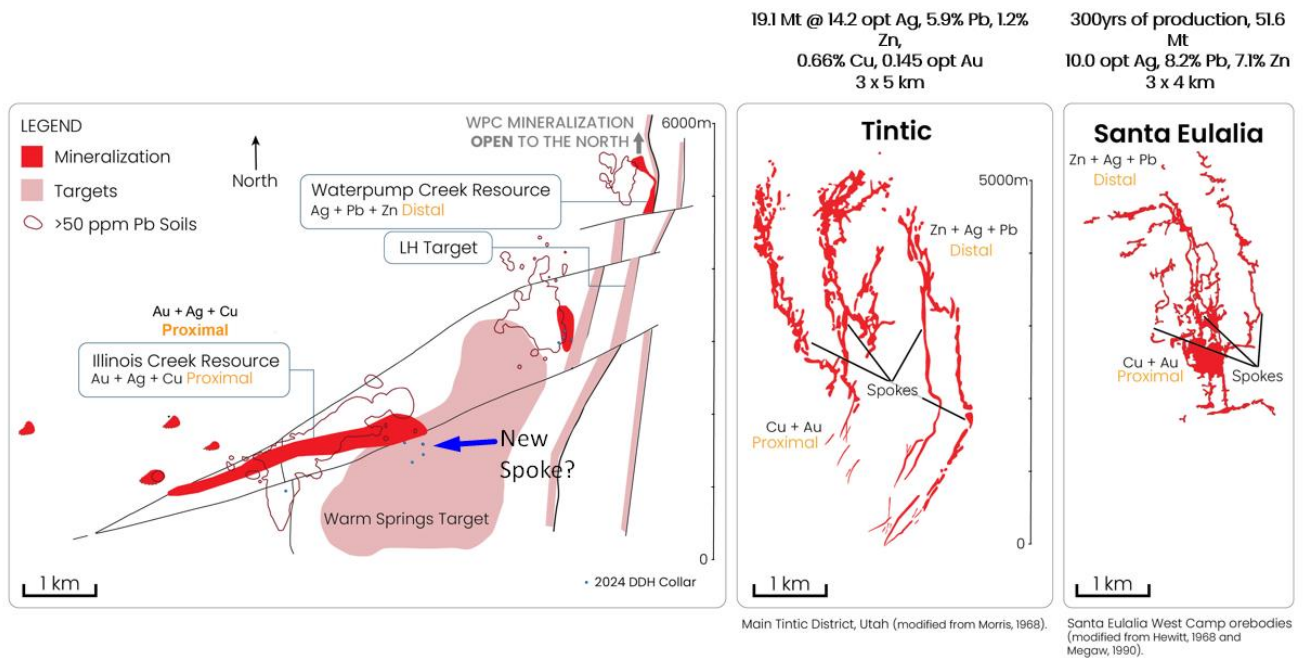 19.1 Mt @ 14.2 opt Ag, 5.9% Pb, 1.2%
Zn,
0.66% Cu, 0.145 opt Au
3 x 5 km
300yrs of production, 51.6
Mt
10.0 opt Ag, 8.2% Pb, 7.1% Zn
3 x 4 km
LEGEND
Mineralization
Targets
>50 ppm Pb Soils
North
WPC MINERALIZATION
OPEN TO THE NORTH
6000m
Waterpump Creek Resource
Ag + Pb + Zn Distal
LH Target
Au + Ag + Cu
Proximal
Illinois Creek Resource
Au + Ag + Cu Proximal
New
Spoke?
Warm Springs Target
0
1 km
2024 DDH Collar
Tintic
5000m
Zn + Ag + Pb
Distal
Spokes
Cu + Au
Proximal
0
1 km
Main Tintic District, Utah (modified from Morris, 1968).
Santa Eulalia
Zn + Ag + Pb
Distal
Cu + Au
Proximal
Spokes
1 km
Santa Eulalia West Camp orebodies
(modified from Hewitt, 1968 and
Megaw, 1990).